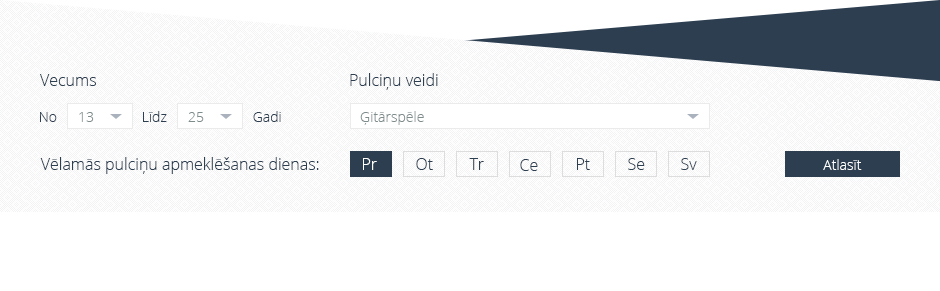 Vecums
Pulciņu veidi
No 13 Līdz 25 Gadi
Ģitārspēle
Vēlamās pulciņu apmeklēšanas dienas:
Pr Ot Tr Ce Pt Se Sv
Atlasīt